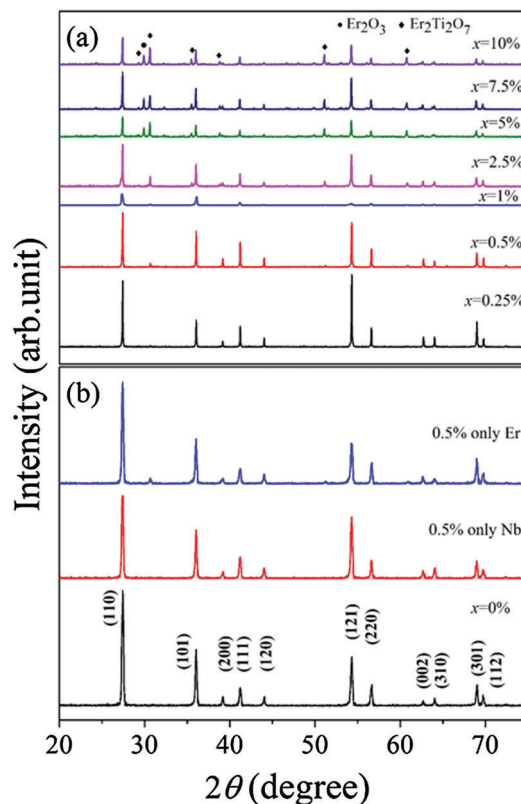 (a)
● Er₂O₃ ♦ Er₂Ti₂O₇
x=10%
x=7.5%
x=5%
x=2.5%
x=1%
x=0.5%
x=0.25%
Intensity (arb.unit)
(b)
0.5% only Er
0.5% only Nb
x=0%
(110)
(101)
(200)
(111)
(120)
(121)
(220)
(002)
(310)
(301)
(112)
20 30 40 50 60 70
2θ (degree)